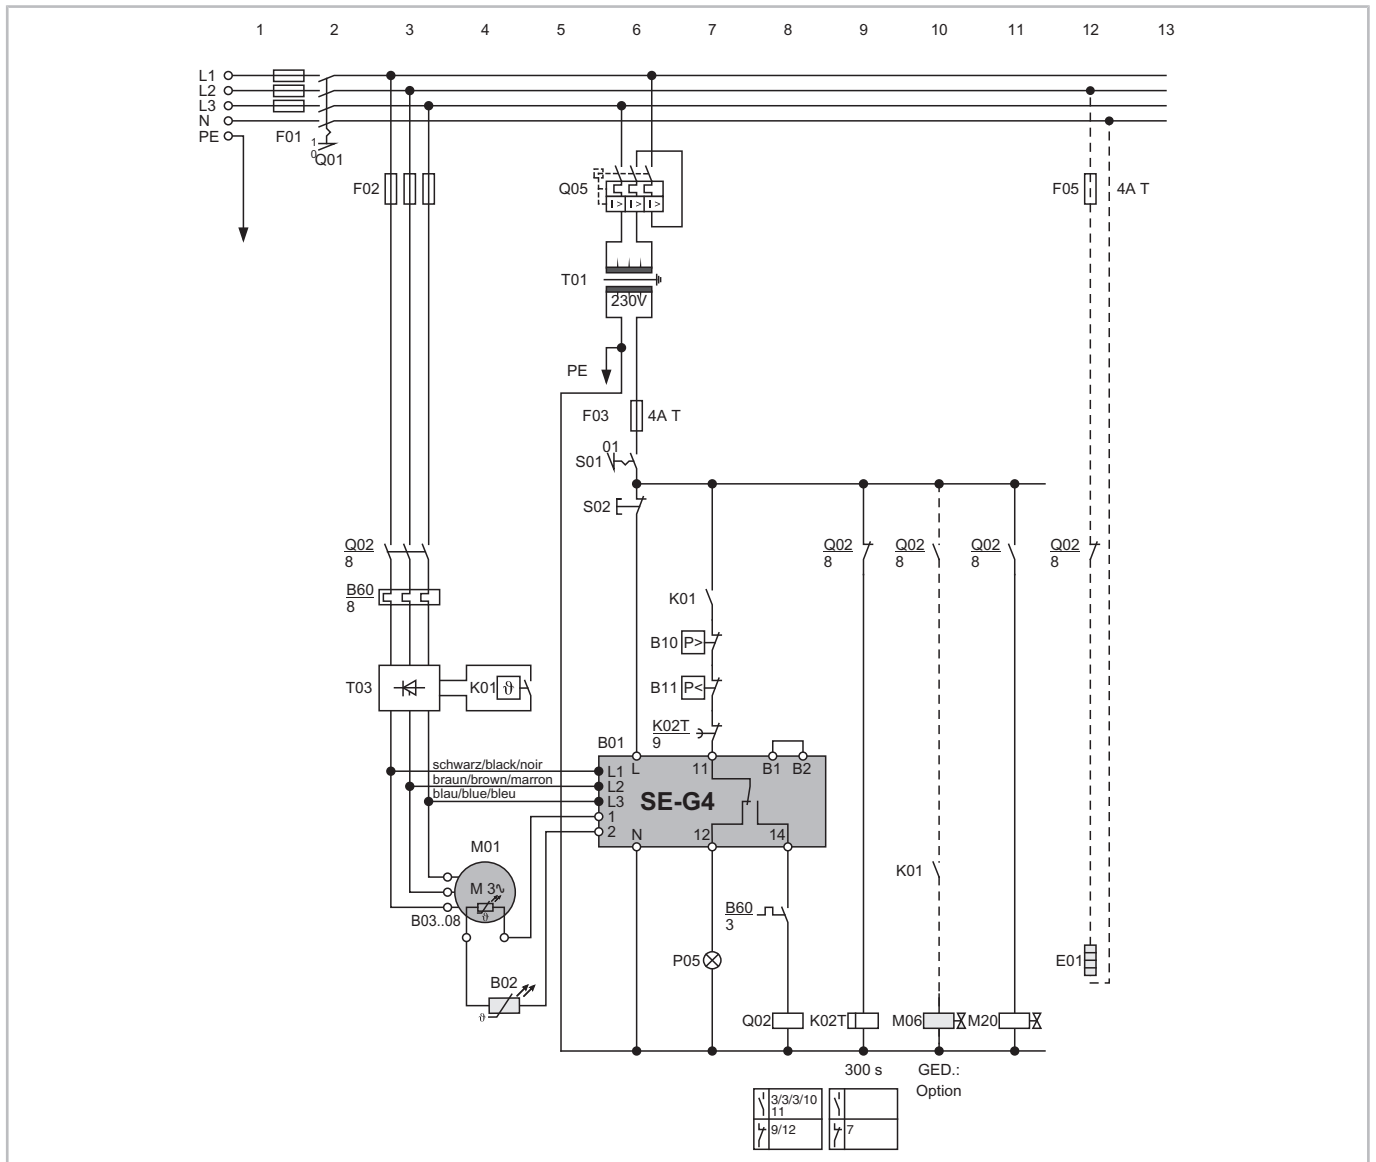 1 2 3 4 5 6 7 8 9 10 11 12 13
L1
L2
L3
N
PE
F01
1
0
Q01
F02
Q05
I> I> I>
F05
4A T
T01
230V
PE
F03
4A T
01
S01
S02
Q02
8
Q02
8
Q02
8
Q02
8
Q02
8
B60
8
K01
B10 P>
T03
K01 ϑ
B11 P<
K02T
9
B01
L 11 B1 B2
schwarz/black/noir
braun/brown/marron
blau/blue/bleu
L1
L2
L3
1
2
SE-G4
N 12 14
M01
M 3∿
ϑ
B03..08
K01
B60
3
P05
E01
B02
ϑ
Q02
K02T
M06
M20
300 s
GED.:
Option
3/3/3/10
11
9/12
7